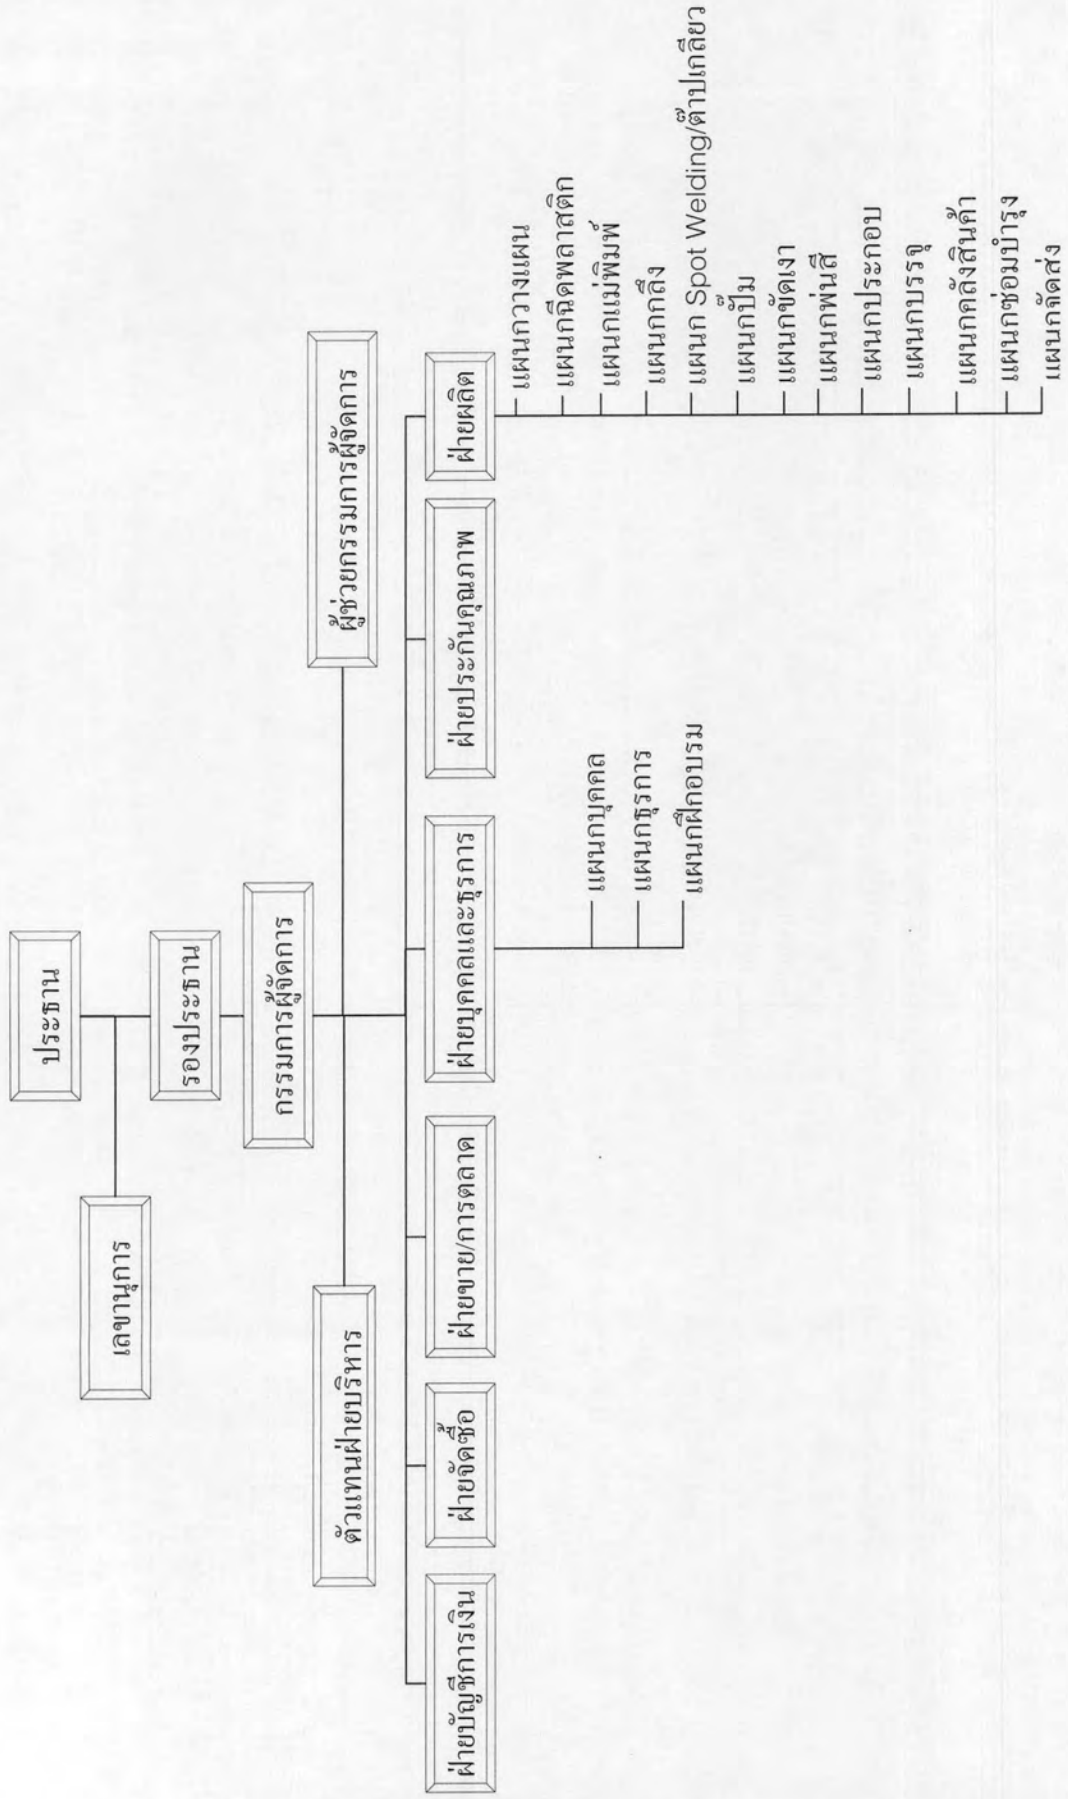 ประธาน
เลขานุการ
รองประธาน
กรรมการผู้จัดการ
ตัวแทนฝ่ายบริหาร
ผู้ช่วยกรรมการผู้จัดการ
ฝ่ายบัญชีการเงิน
ฝ่ายจัดซื้อ
ฝ่ายขาย/การตลาด
ฝ่ายบุคคลและธุรการ
ฝ่ายประกันคุณภาพ
ฝ่ายผลิต
แผนกบุคคล
แผนกธุรการ
แผนกฝึกอบรม
แผนกวางแผน
แผนกฉีดพลาสติก
แผนกแม่พิมพ์
แผนกกลึง
แผนก Spot Welding/ต๊าปเกลียว
แผนกปั๊ม
แผนกขัดเงา
แผนกพ่นสี
แผนกประกอบ
แผนกบรรจุ
แผนกคลังสินค้า
แผนกซ่อมบำรุง
แผนกจัดส่ง